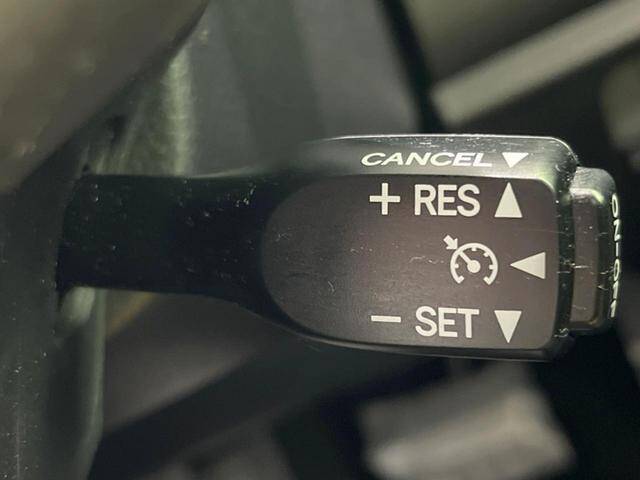 CANCEL ▼
+ RES ▲
◀
− SET ▼
ON·OFF